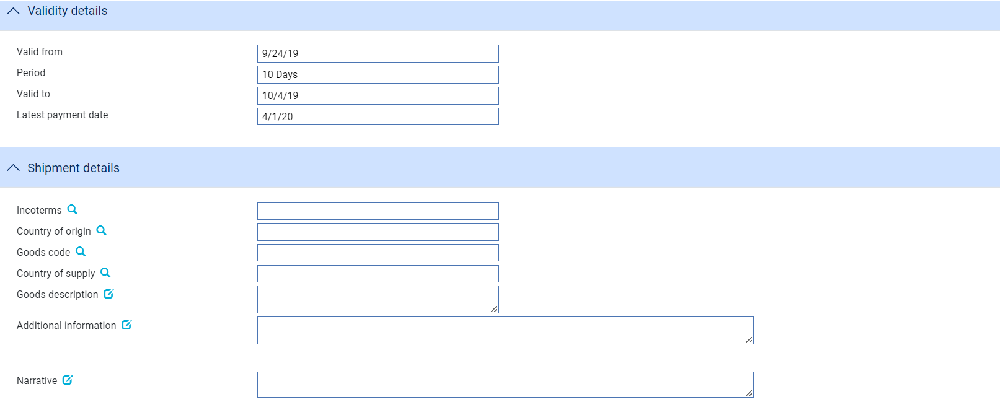 Validity details
Valid from 9/24/19
Period 10 Days
Valid to 10/4/19
Latest payment date 4/1/20
Shipment details
Incoterms
Country of origin
Goods code
Country of supply
Goods description
Additional information
Narrative